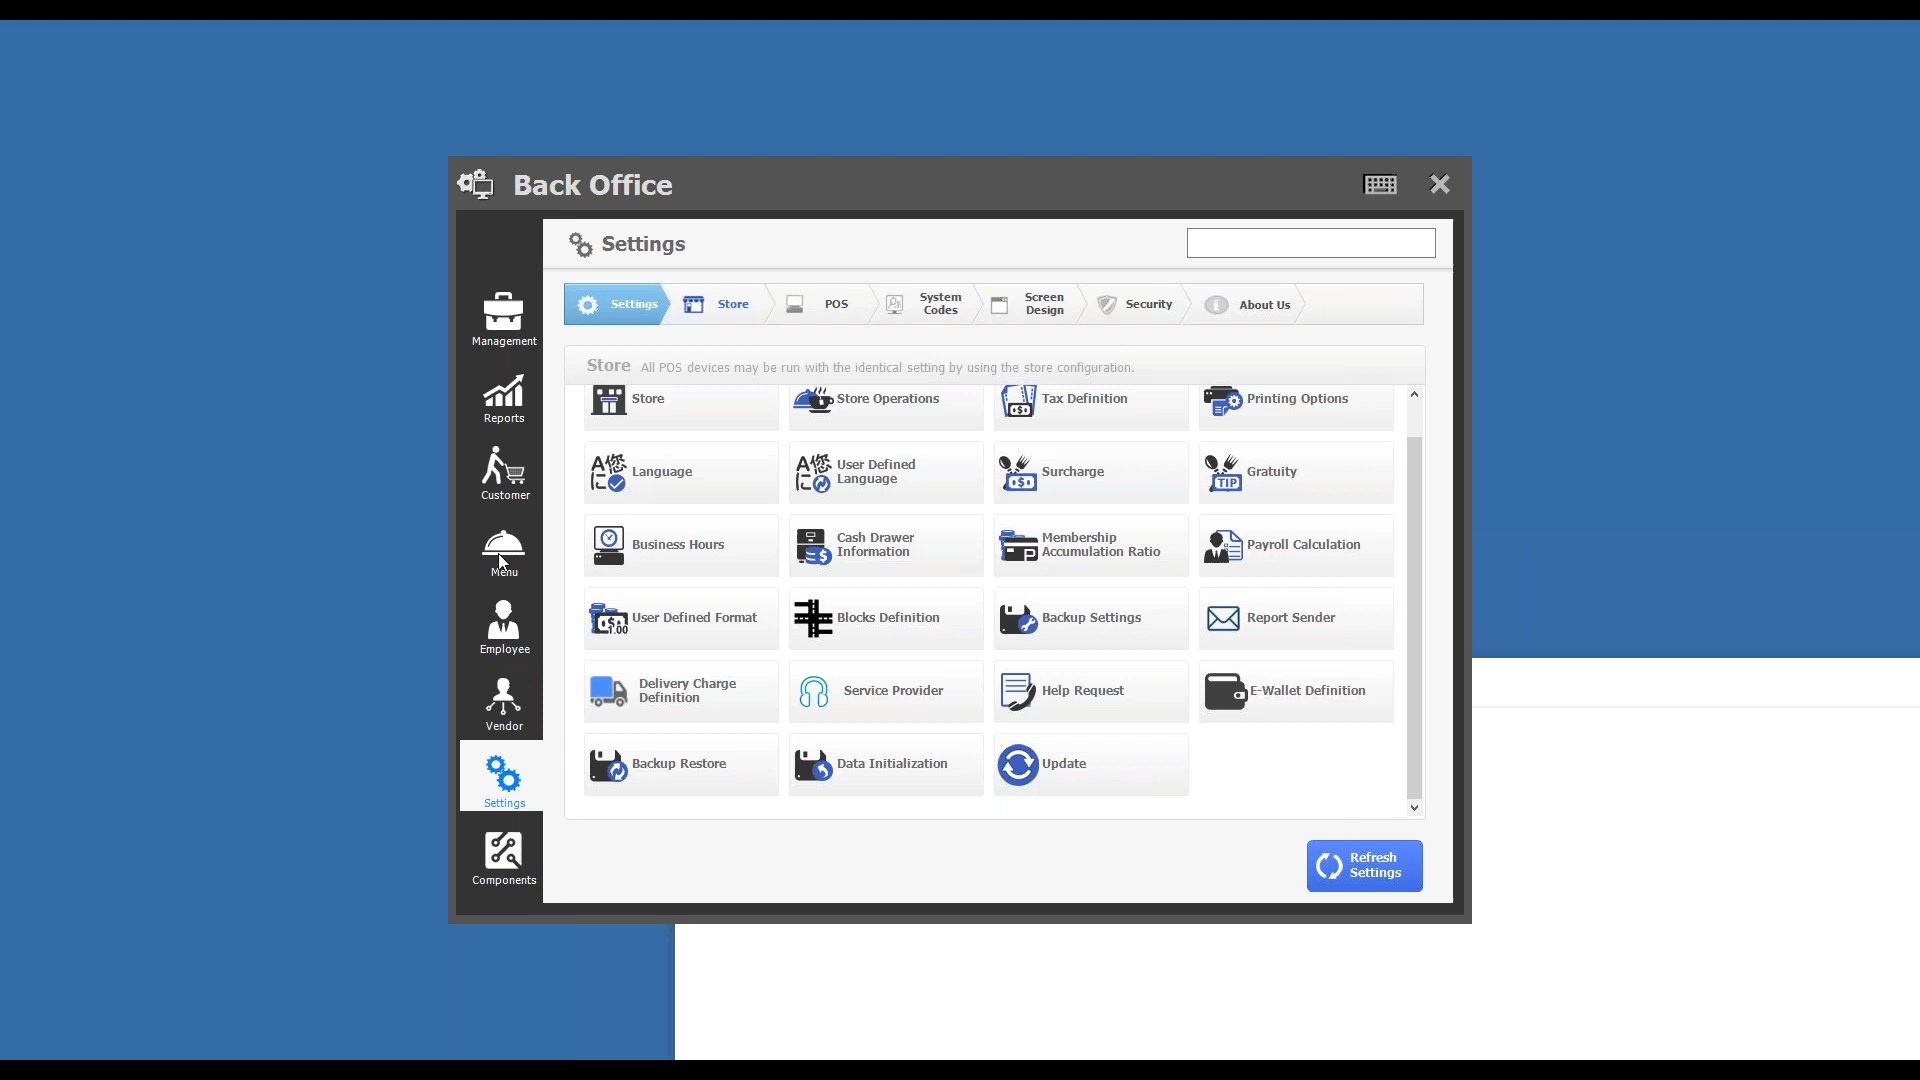 Back Office
Settings
Management
Reports
Customer
Menu
Employee
Vendor
Settings
Components
Settings
Store
POS
System
Codes
Screen
Design
Security
About Us
Store All POS devices may be run with the identical setting by using the store configuration.
Store
Store Operations
Tax Definition
Printing Options
Language
User Defined
Language
Surcharge
Gratuity
Business Hours
Cash Drawer
Information
Membership
Accumulation Ratio
Payroll Calculation
User Defined Format
Blocks Definition
Backup Settings
Report Sender
Delivery Charge
Definition
Service Provider
Help Request
E-Wallet Definition
Backup Restore
Data Initialization
Update
Refresh
Settings